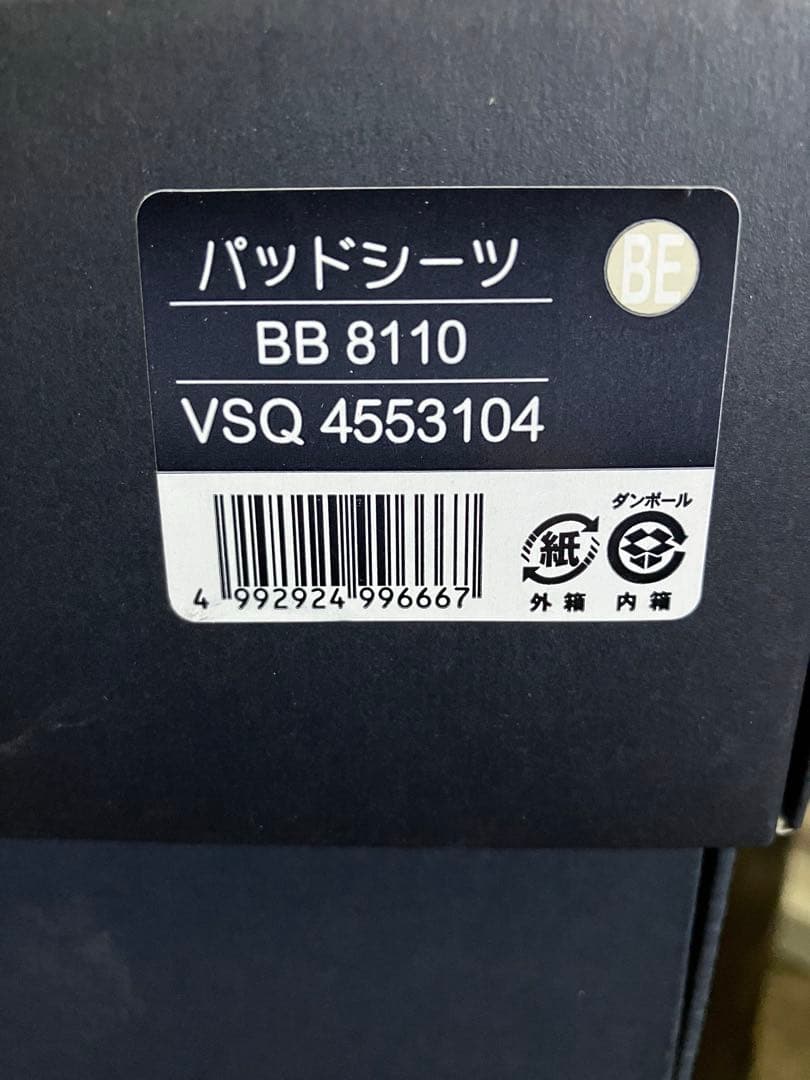 パッドシーツ
BE
BB 8110
VSQ 4553104
ダンボール
紙
外箱
内箱
4 992924 996667